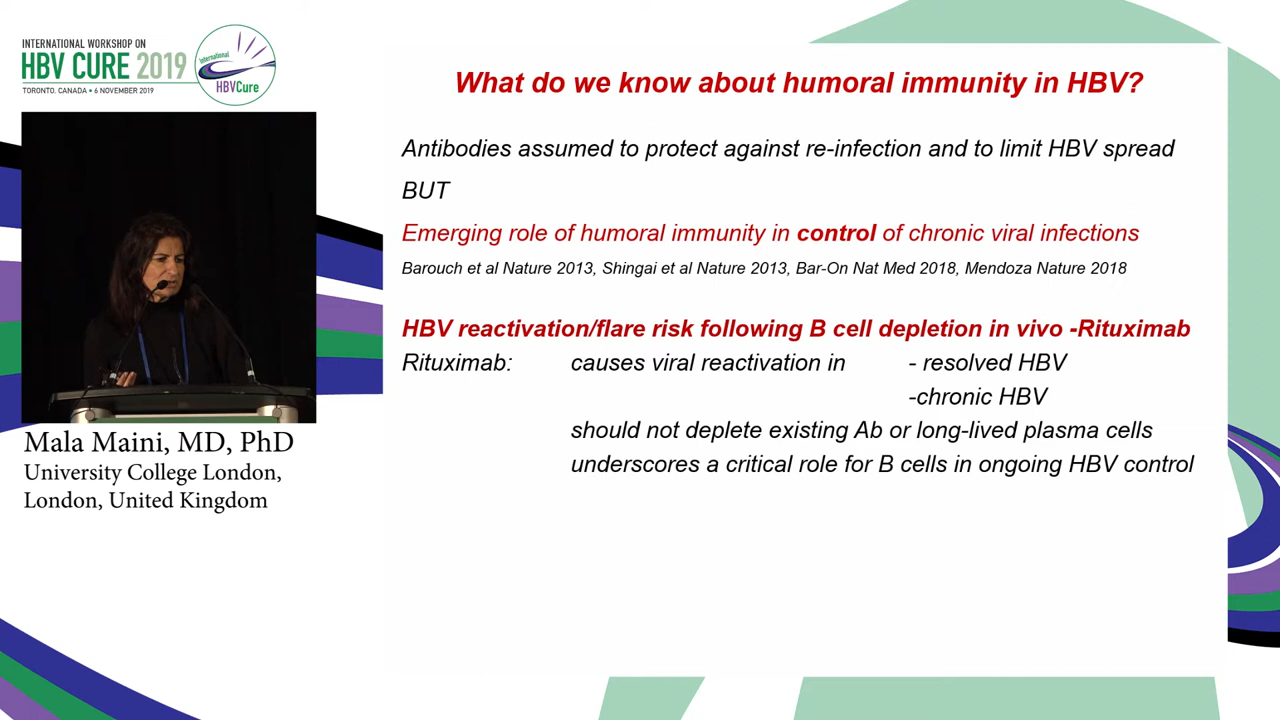 INTERNATIONAL WORKSHOP ON
HBV CURE 2019
TORONTO, CANADA • 6 NOVEMBER 2019
International
HBVCure
What do we know about humoral immunity in HBV?
Antibodies assumed to protect against re-infection and to limit HBV spread
BUT
Emerging role of humoral immunity in control of chronic viral infections
Barouch et al Nature 2013, Shingai et al Nature 2013, Bar-On Nat Med 2018, Mendoza Nature 2018
HBV reactivation/flare risk following B cell depletion in vivo -Rituximab
Rituximab: causes viral reactivation in - resolved HBV
-chronic HBV
should not deplete existing Ab or long-lived plasma cells
underscores a critical role for B cells in ongoing HBV control
Mala Maini, MD, PhD
University College London,
London, United Kingdom